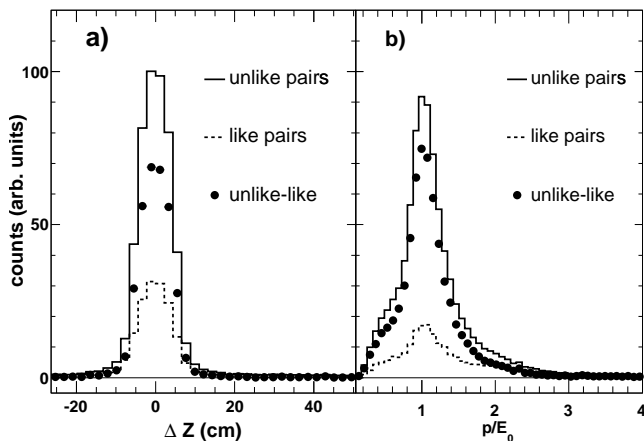 a)
b)
unlike pairs
like pairs
unlike-like
unlike pairs
like pairs
unlike-like
counts (arb. units)
100
50
0
-20
0
20
40
1
2
3
4
Δ Z (cm)
p/E0